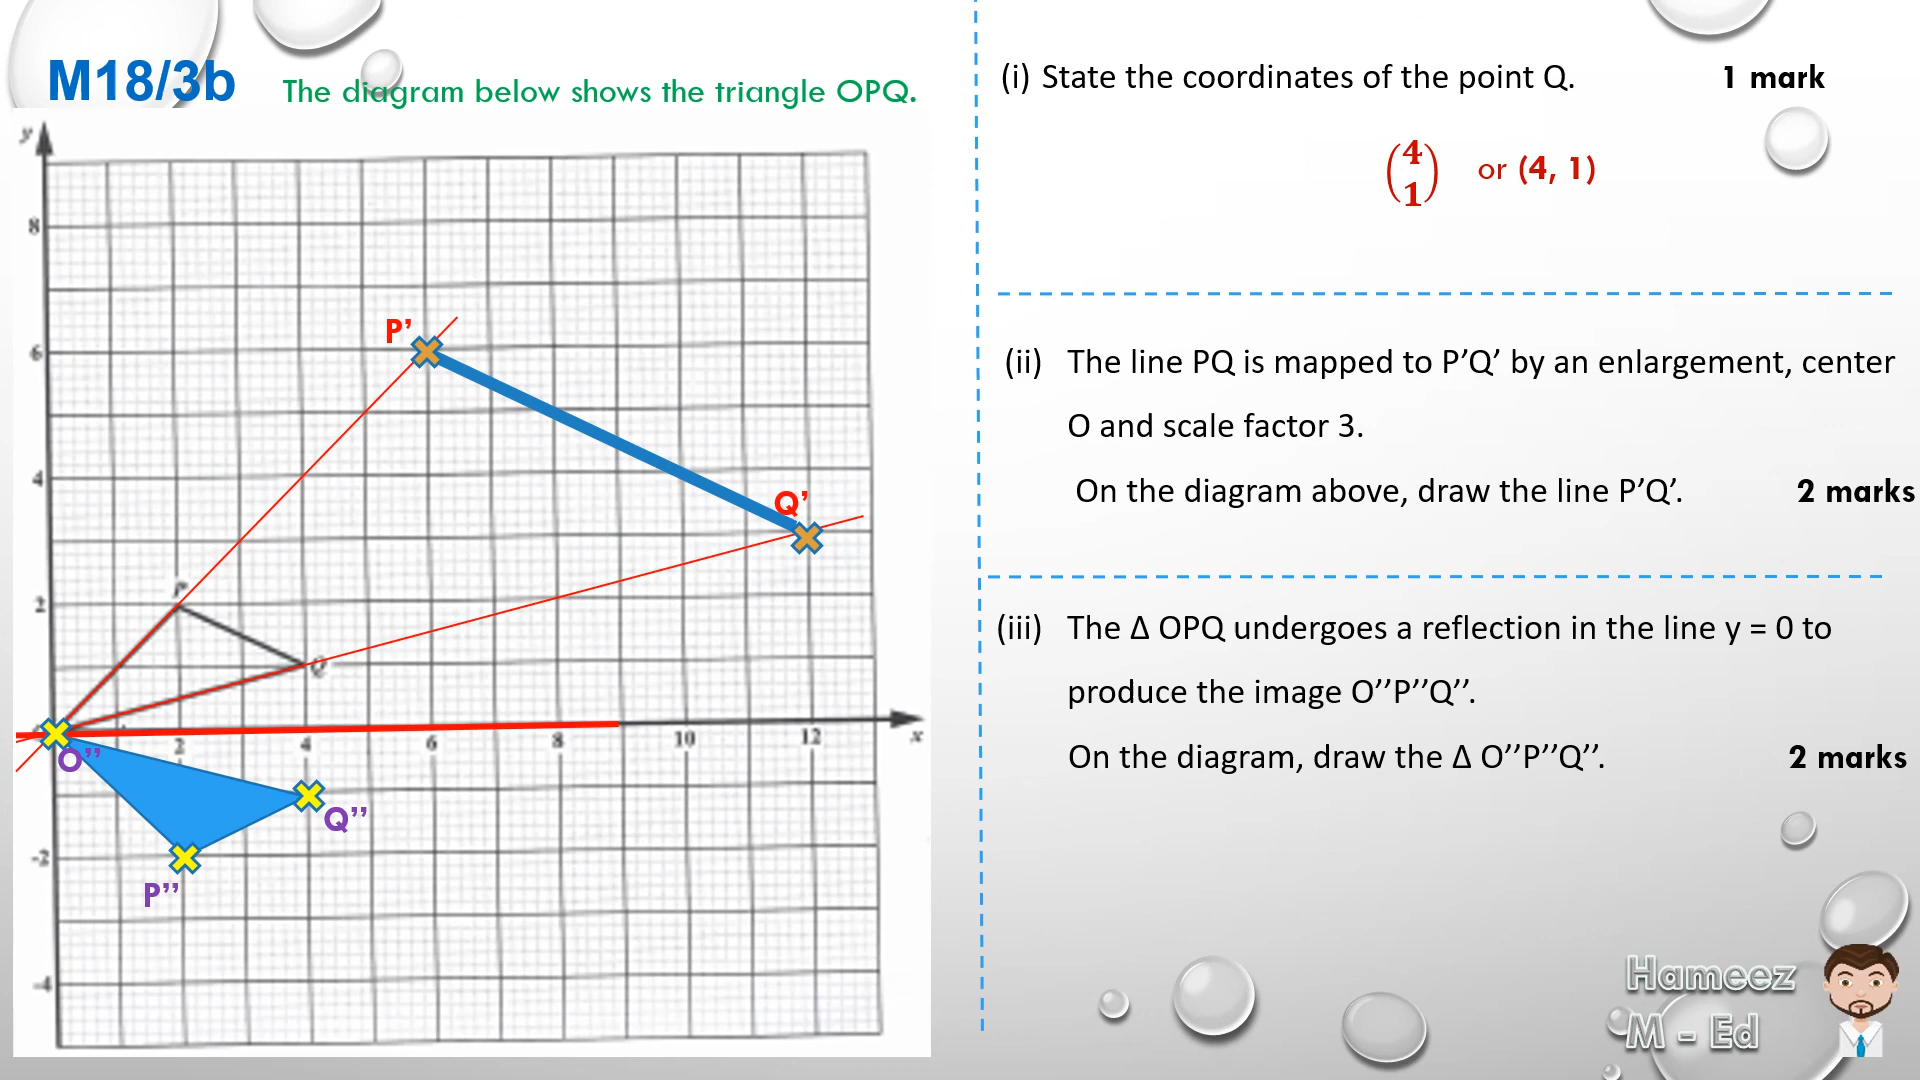 M18/3b
The diagram below shows the triangle OPQ.
y
8
6
4
2
-2
-4
2
4
6
8
10
12
x
P
Q
P’
Q’
O’’
Q’’
P’’
(i) State the coordinates of the point Q. 1 mark
(4 1) or (4, 1)
(ii) The line PQ is mapped to P’Q’ by an enlargement, center
O and scale factor 3.
On the diagram above, draw the line P’Q’. 2 marks
(iii) The Δ OPQ undergoes a reflection in the line y = 0 to
produce the image O’’P’’Q’’.
On the diagram, draw the Δ O’’P’’Q’’. 2 marks
Hameez
M - Ed